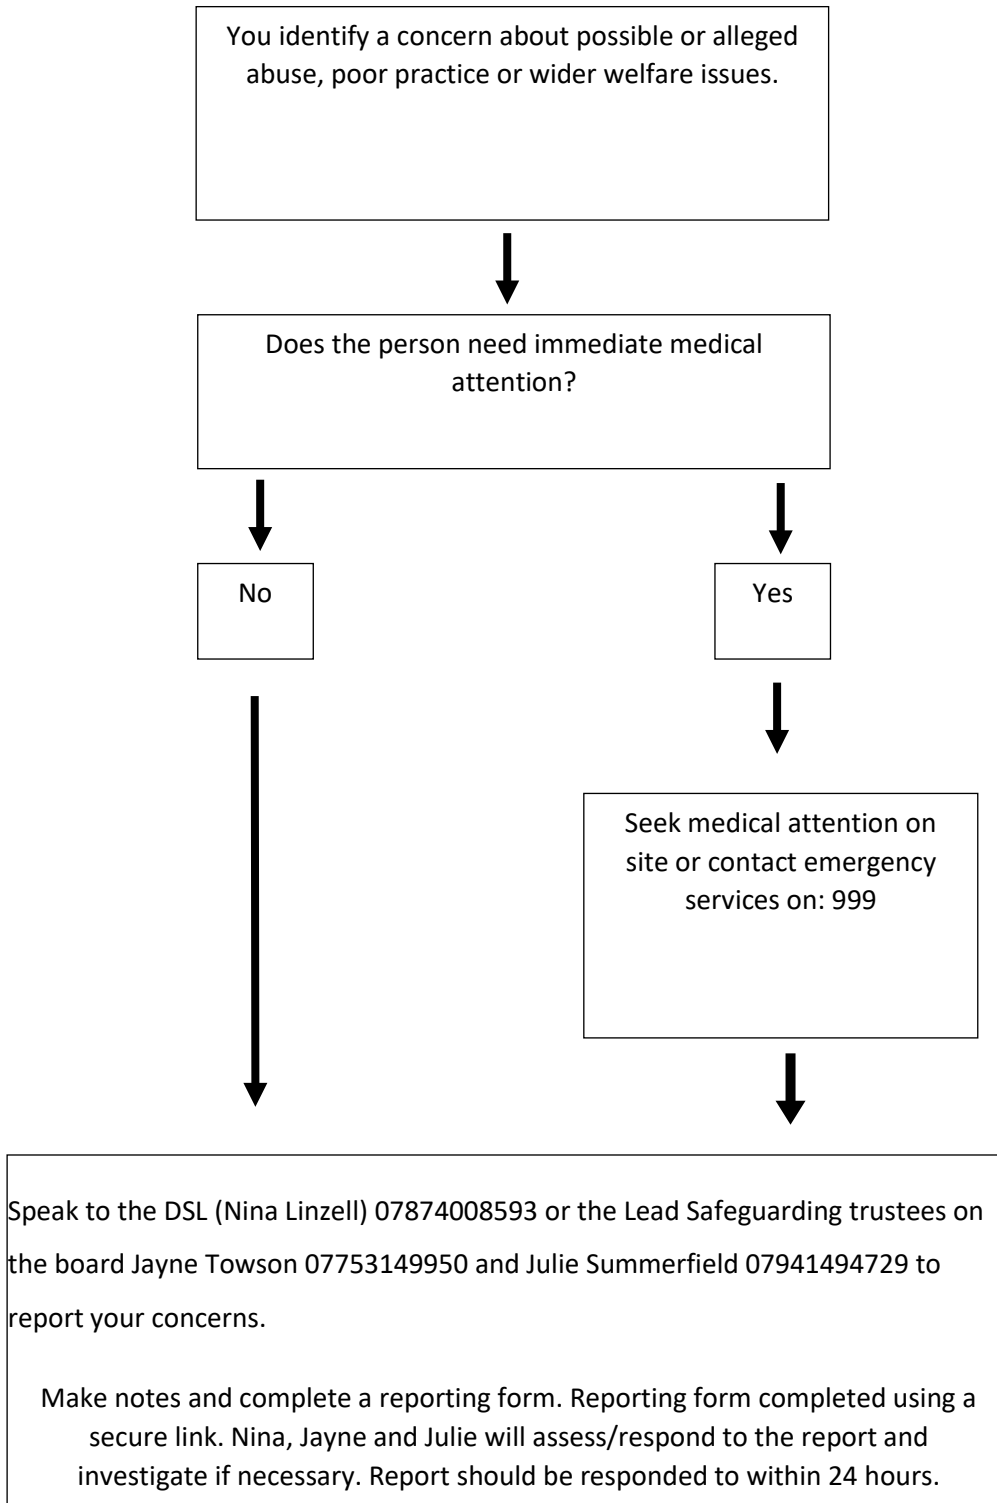 You identify a concern about possible or alleged
abuse, poor practice or wider welfare issues.
Does the person need immediate medical
attention?
No
Yes
Seek medical attention on
site or contact emergency
services on: 999
Speak to the DSL (Nina Linzell) 07874008593 or the Lead Safeguarding trustees on
the board Jayne Towson 07753149950 and Julie Summerfield 07941494729 to
report your concerns.
Make notes and complete a reporting form. Reporting form completed using a
secure link. Nina, Jayne and Julie will assess/respond to the report and
investigate if necessary. Report should be responded to within 24 hours.